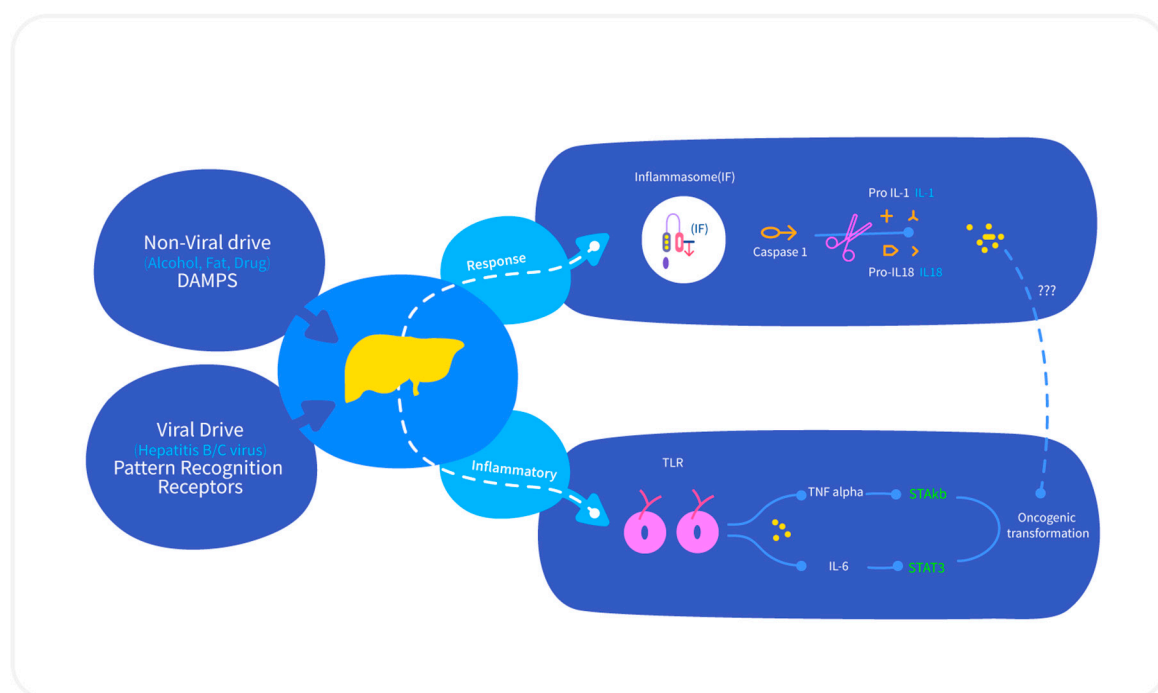 Non-Viral drive
(Alcohol, Fat, Drug)
DAMPS
Viral Drive
(Hepatitis B/C virus)
Pattern Recognition
Receptors
Response
Inflammatory
Inflammasome(IF)
(IF)
Caspase 1
Pro IL-1 IL-1
Pro-IL18 IL18
???
TLR
TNF alpha
STAkb
IL-6
STAT3
Oncogenic
transformation